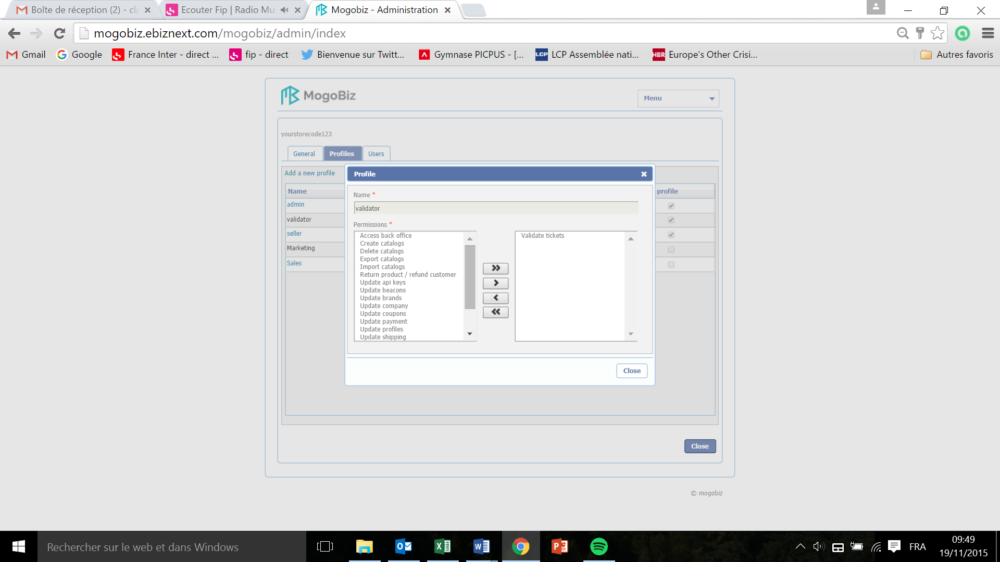 Boîte de réception (2) - cla
Ecouter Fip | Radio Mu
Mogobiz - Administration
mogobiz.ebiznext.com/mogobiz/admin/index
Gmail
Google
France Inter - direct ...
fip - direct
Bienvenue sur Twitt...
Gymnase PICPUS - [...
LCP
LCP Assemblée nati...
HBR
Europe's Other Crisi...
Autres favoris
MogoBiz
Menu
yourstorecode123
General
Profiles
Users
Add a new profile
Name
profile
admin
validator
seller
Marketing
Sales
Profile
Name *
validator
Permissions *
Access back office
Create catalogs
Delete catalogs
Export catalogs
Import catalogs
Return product / refund customer
Update api keys
Update beacons
Update brands
Update company
Update coupons
Update payment
Update profiles
Update shipping
Validate tickets
Close
Close
© mogobiz
Rechercher sur le web et dans Windows
FRA
09:49
19/11/2015